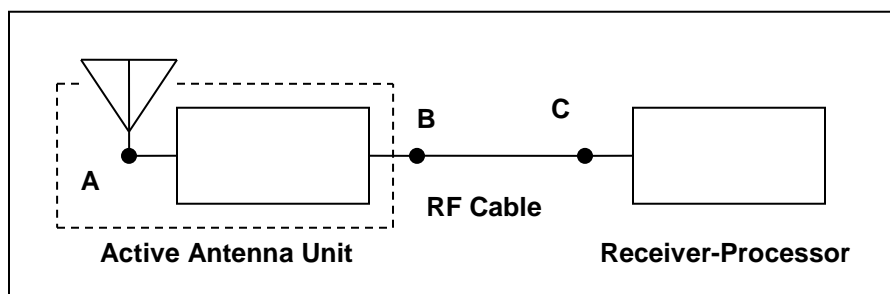 A
B
C
RF Cable
Active Antenna Unit
Receiver-Processor